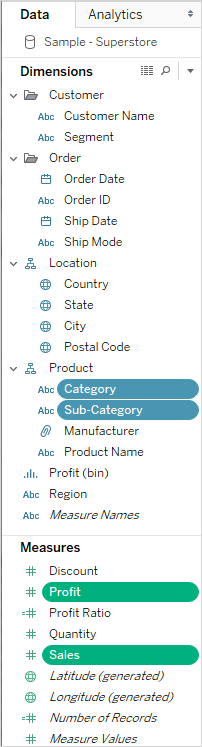 Data Analytics
Sample - Superstore
Dimensions
Customer
Abc Customer Name
Abc Segment
Order
Order Date
Abc Order ID
Ship Date
Abc Ship Mode
Location
Country
State
City
Postal Code
Product
Abc Category
Abc Sub-Category
Manufacturer
Abc Product Name
Profit (bin)
Abc Region
Abc Measure Names
Measures
# Discount
# Profit
=# Profit Ratio
# Quantity
# Sales
Latitude (generated)
Longitude (generated)
=# Number of Records
# Measure Values